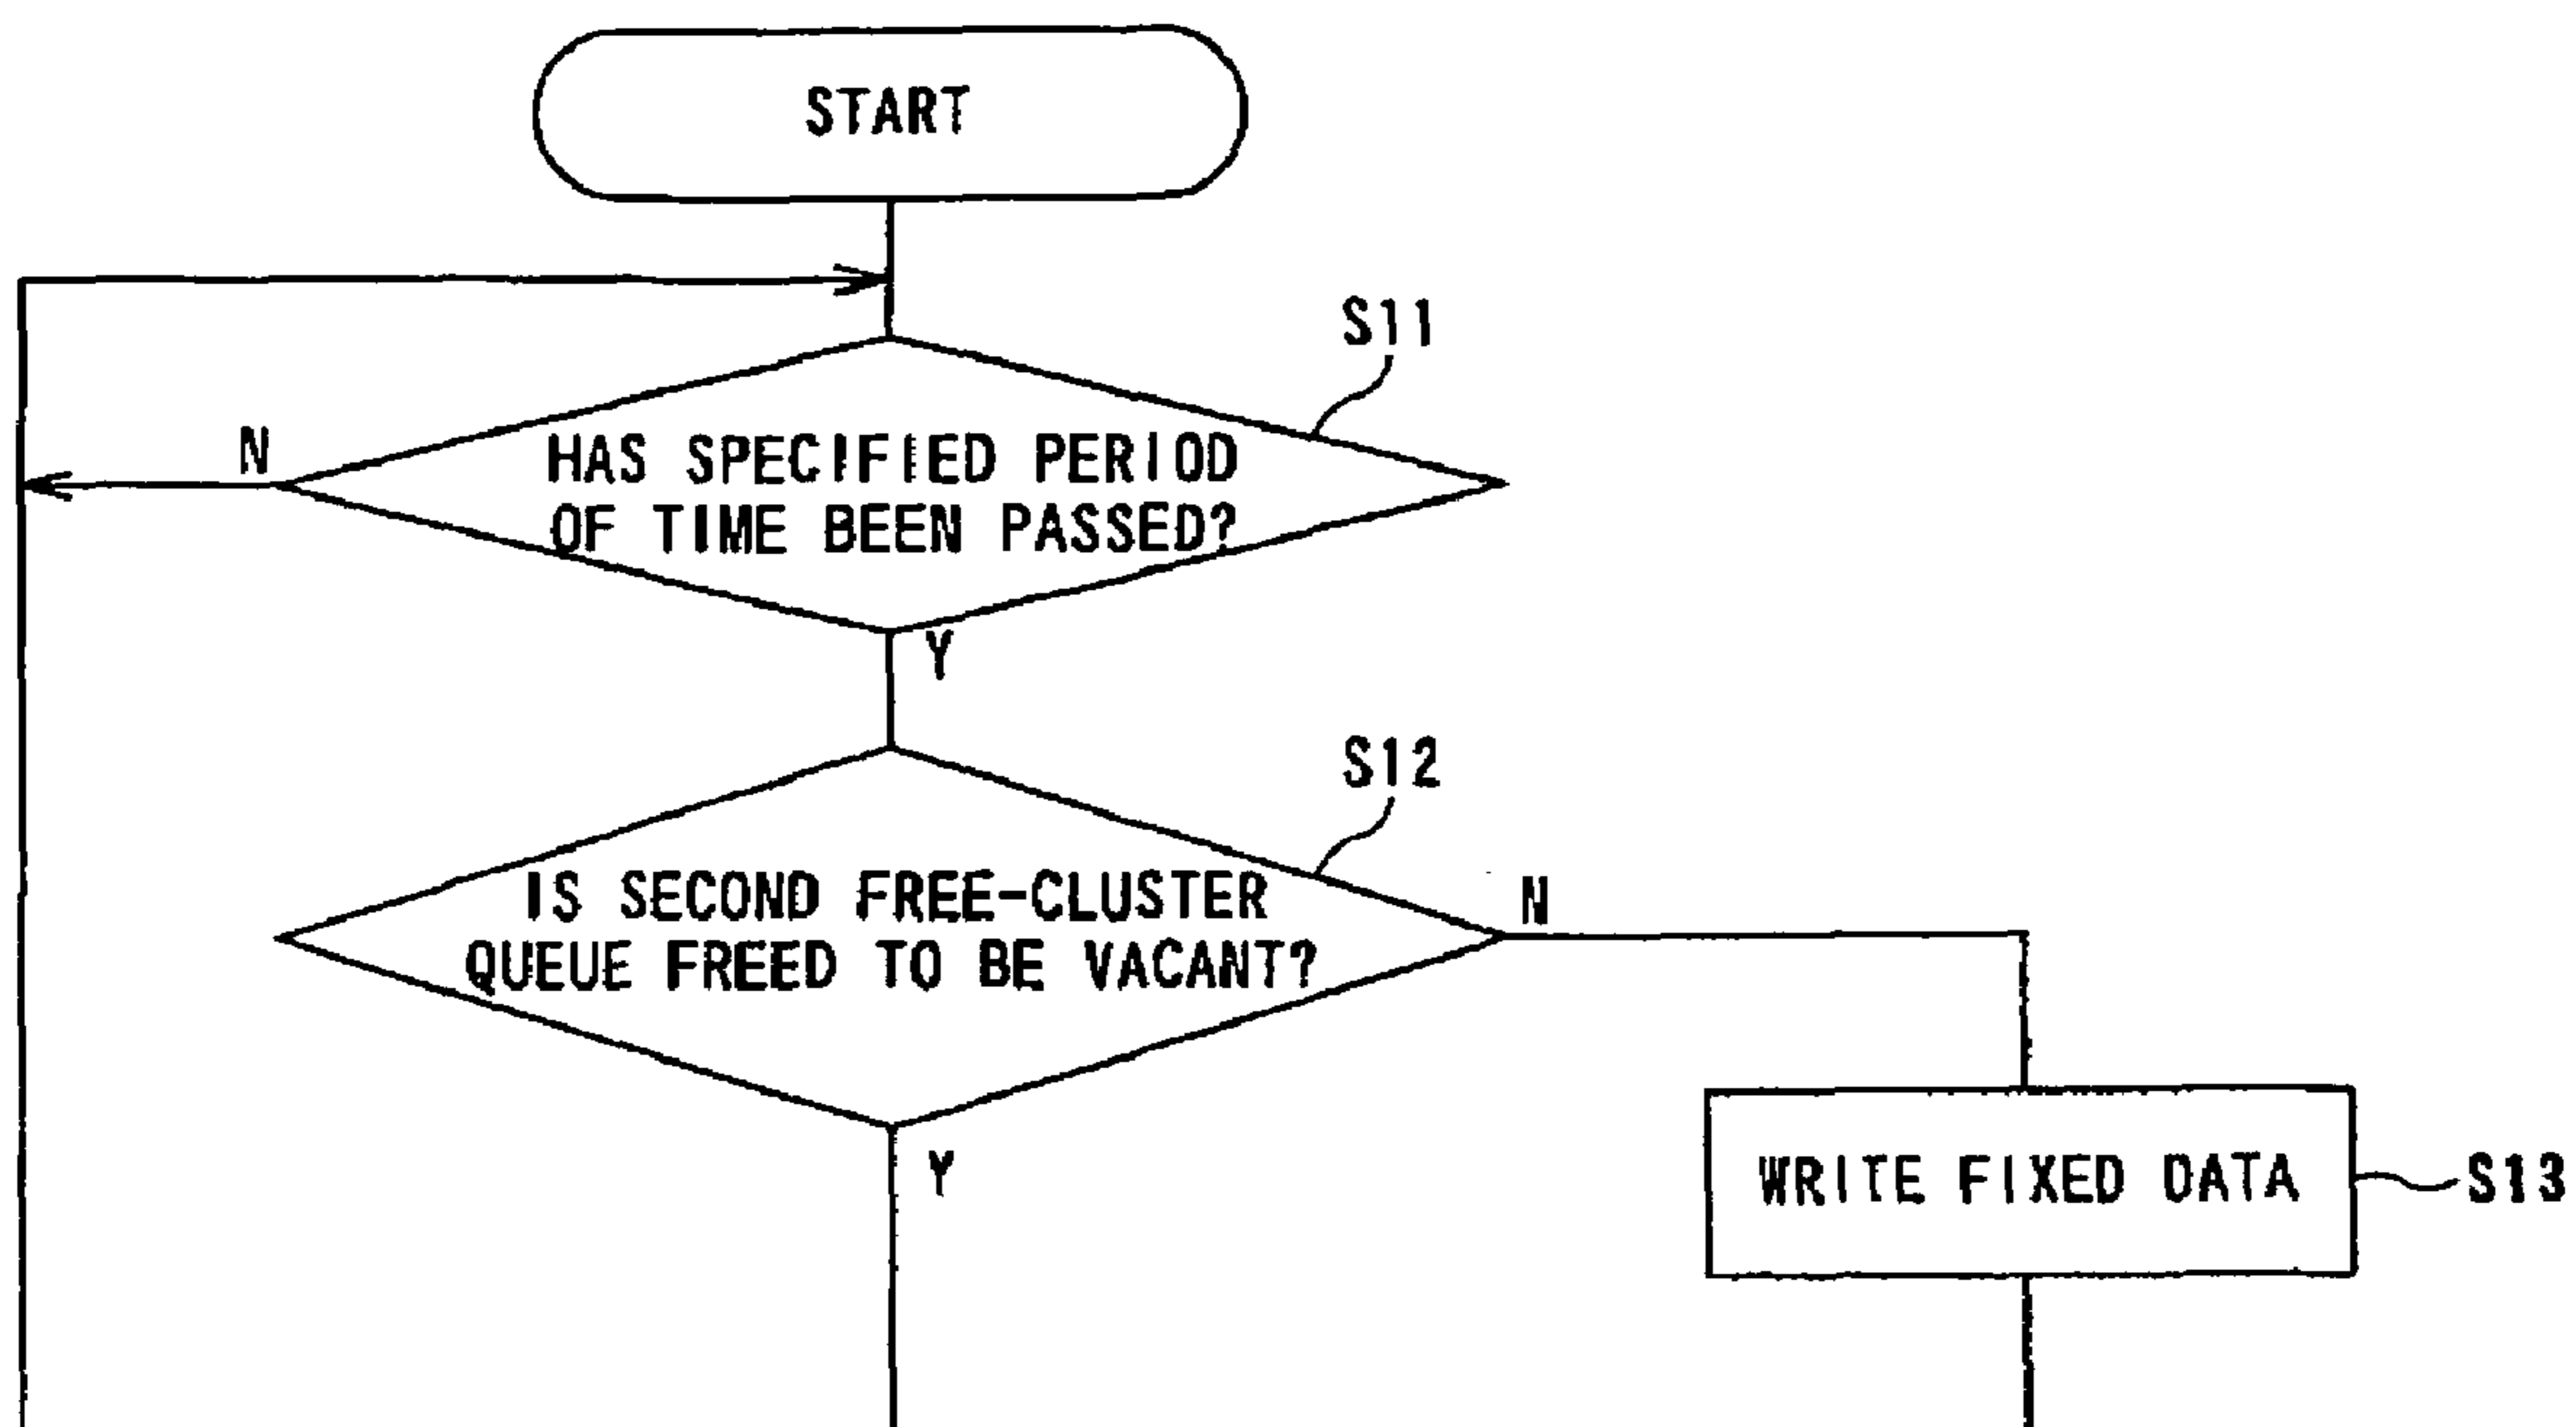 START
S11
N
HAS SPECIFIED PERIOD
OF TIME BEEN PASSED?
Y
S12
IS SECOND FREE-CLUSTER
QUEUE FREED TO BE VACANT?
N
Y
WRITE FIXED DATA
S13